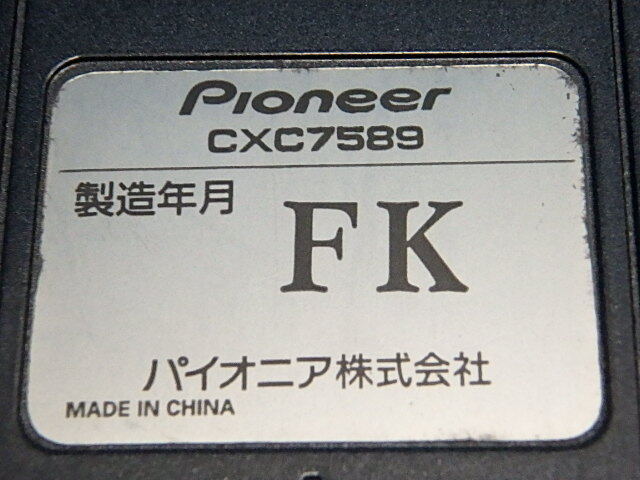 Pioneer
CXC7589
製造年月
FK
パイオニア株式会社
MADE IN CHINA